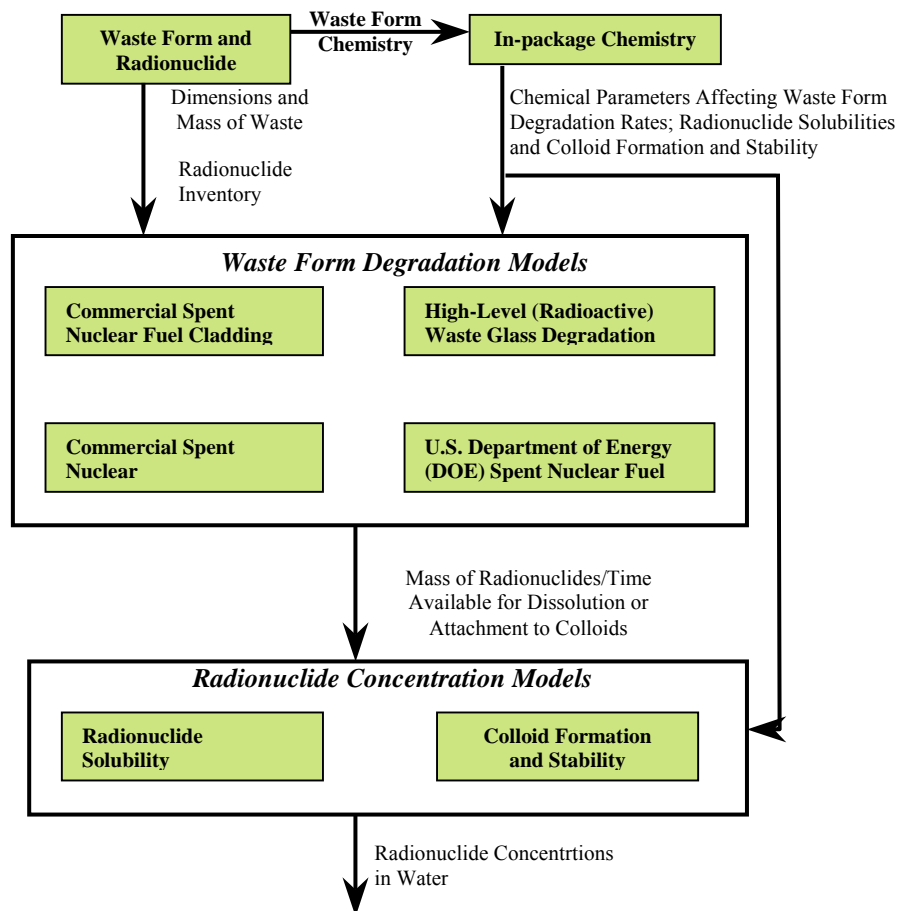 Waste Form and
Radionuclide
Waste Form
Chemistry
In-package Chemistry
Dimensions and
Mass of Waste
Radionuclide
Inventory
Chemical Parameters Affecting Waste Form
Degradation Rates; Radionuclide Solubilities
and Colloid Formation and Stability
Waste Form Degradation Models
Commercial Spent
Nuclear Fuel Cladding
High-Level (Radioactive)
Waste Glass Degradation
Commercial Spent
Nuclear
U.S. Department of Energy
(DOE) Spent Nuclear Fuel
Mass of Radionuclides/Time
Available for Dissolution or
Attachment to Colloids
Radionuclide Concentration Models
Radionuclide
Solubility
Colloid Formation
and Stability
Radionuclide Concentrtions
in Water